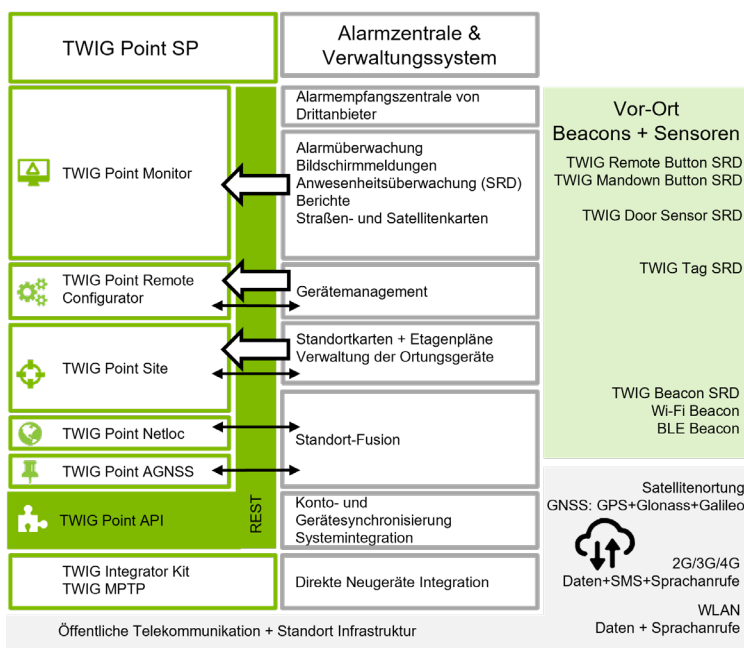 TWIG Point SP
Alarmzentrale &
Verwaltungssystem
Alarmempfangszentrale von
Drittanbieter
TWIG Point Monitor
Alarmüberwachung
Bildschirmmeldungen
Anwesenheitsüberwachung (SRD)
Berichte
Straßen- und Satellitenkarten
TWIG Point Remote
Configurator
Gerätemanagement
TWIG Point Site
Standortkarten + Etagenpläne
Verwaltung der Ortungsgeräte
TWIG Point Netloc
TWIG Point AGNSS
Standort-Fusion
TWIG Point API
REST
Konto- und
Gerätesynchronisierung
Systemintegration
TWIG Integrator Kit
TWIG MPTP
Direkte Neugeräte Integration
Vor-Ort
Beacons + Sensoren
TWIG Remote Button SRD
TWIG Mandown Button SRD
TWIG Door Sensor SRD
TWIG Tag SRD
TWIG Beacon SRD
Wi-Fi Beacon
BLE Beacon
Satellitenortung
GNSS: GPS+Glonass+Galileo
2G/3G/4G
Daten+SMS+Sprachanrufe
WLAN
Daten + Sprachanrufe
Öffentliche Telekommunikation + Standort Infrastruktur